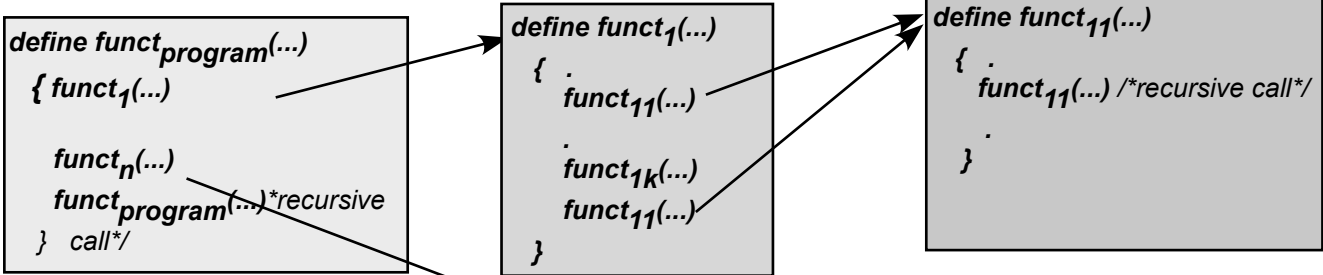 define funct_program(...)
{ funct_1(...)
funct_n(...)
funct_program(...)*recursive
} call*/
define funct_1(...)
{ .
funct_11(...)
.
funct_1k(...)
funct_11(...)
}
define funct_11(...)
{ .
funct_11(...) /*recursive call*/
.
}